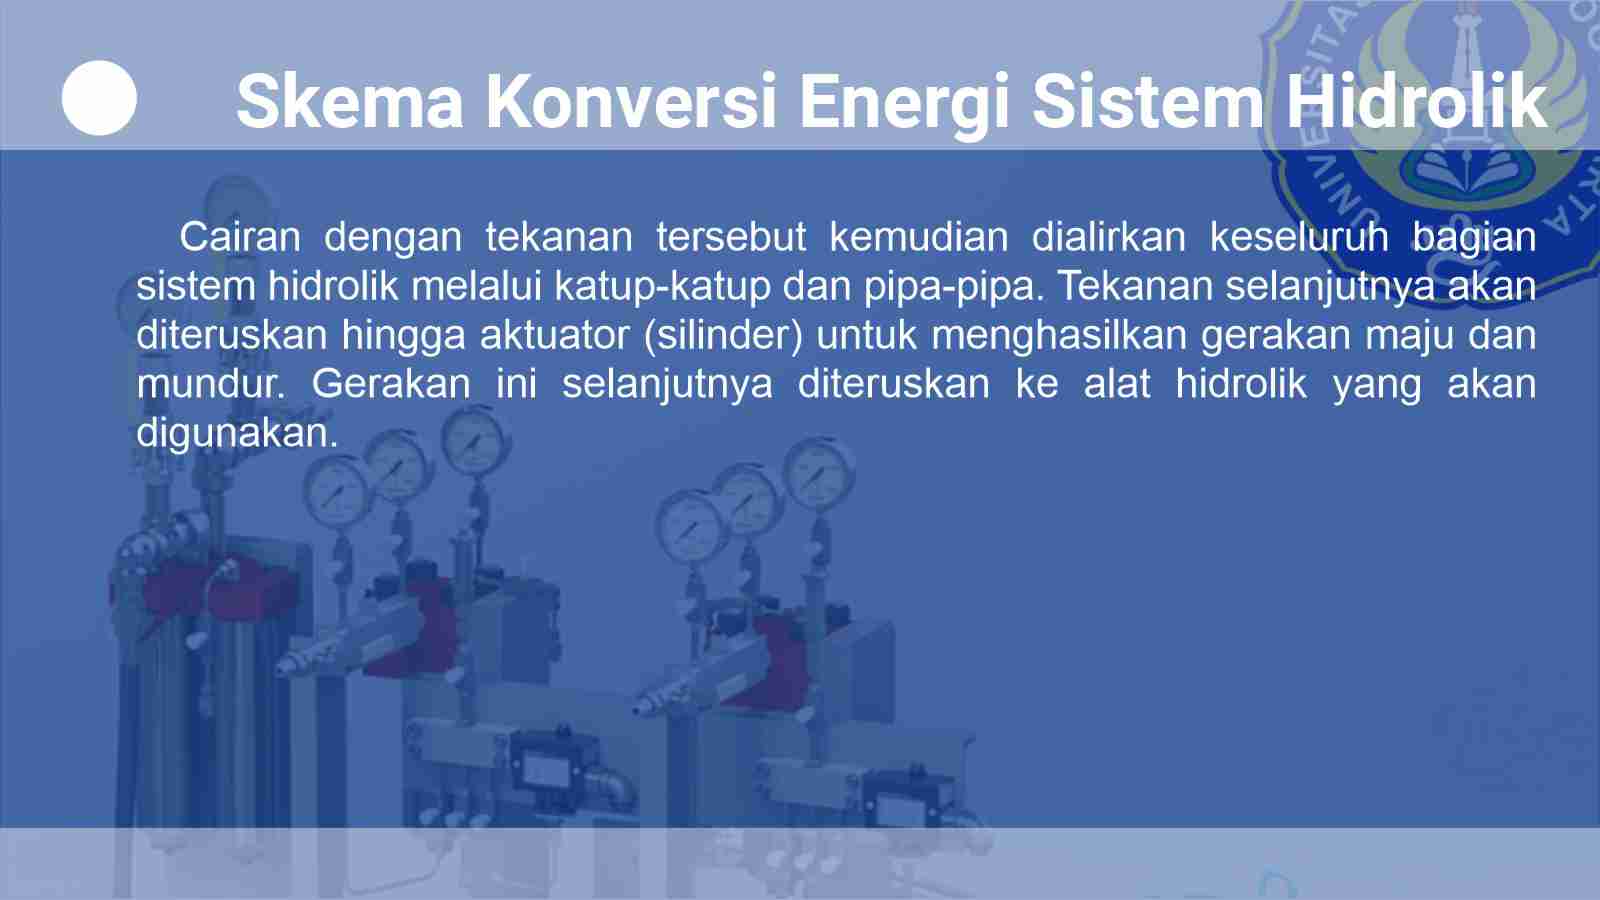 Skema Konversi Energi Sistem Hidrolik
UNIVERSITAS
Cairan dengan tekanan tersebut kemudian dialirkan keseluruh bagian
sistem hidrolik melalui katup-katup dan pipa-pipa. Tekanan selanjutnya akan
diteruskan hingga aktuator (silinder) untuk menghasilkan gerakan maju dan
mundur. Gerakan ini selanjutnya diteruskan ke alat hidrolik yang akan
digunakan.